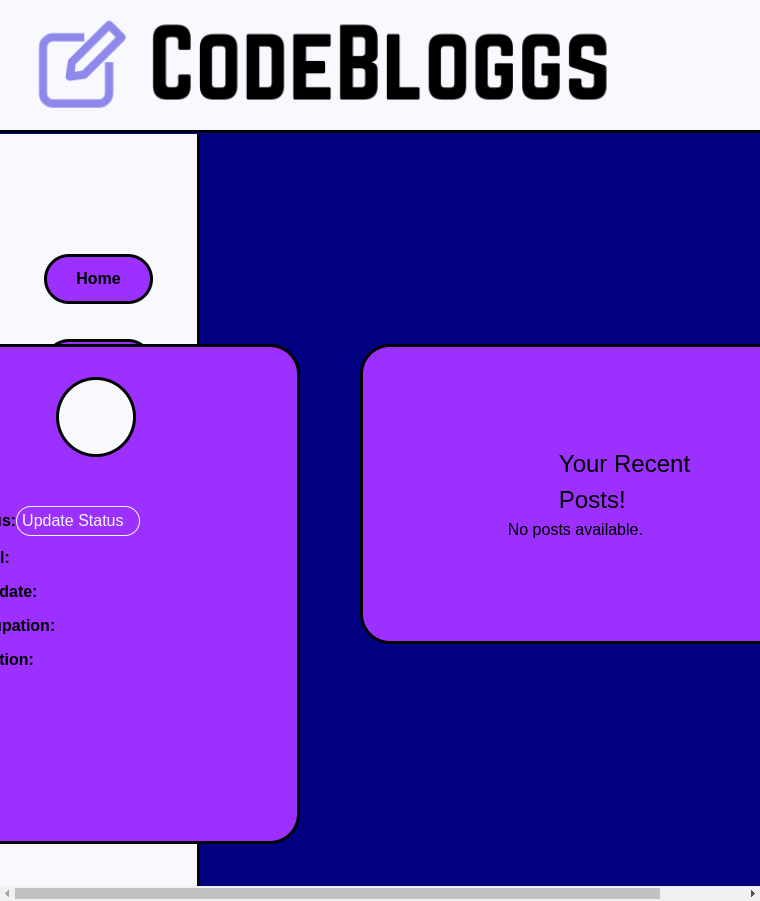 CodeBloggs
Home
us:
Update Status
l:
date:
upation:
tion:
Your Recent
Posts!
No posts available.